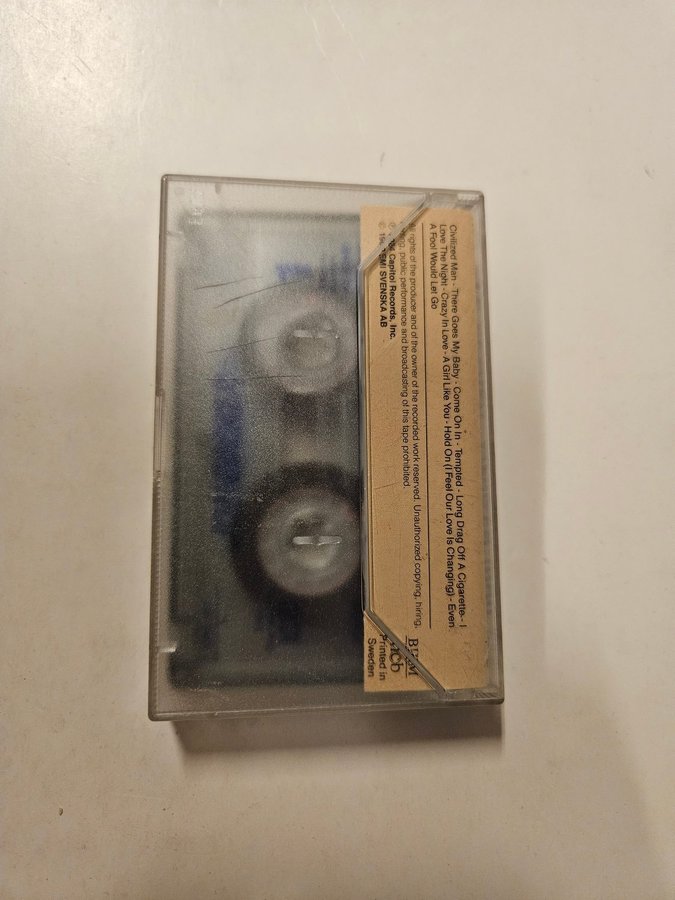 Civilized Man - There Goes My Baby - Come On In - Tempted - Long Drag Off A Cigarette- I
Love The Night - Crazy In Love - A Girl Like You - Hold On (I Feel Our Love Is Changing) - Even
A Fool Would Let Go
rights of the producer and of the owner of the recorded work reserved. Unauthorized copying, hiring,
public performance and broadcasting of this tape prohibited.
Capitol Records, Inc.
SVENSKA AB
ncb
Printed in
Sweden